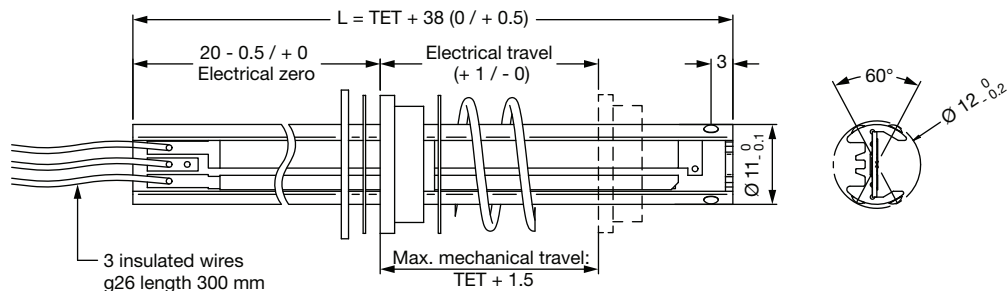 L = TET + 38 (0 / + 0.5)
20 - 0.5 / + 0
Electrical zero
Electrical travel
(+ 1 / - 0)
3
60°
Ø 12 0 - 0.2
Ø 11 0 - 0.1
3 insulated wires
g26 length 300 mm
Max. mechanical travel:
TET + 1.5